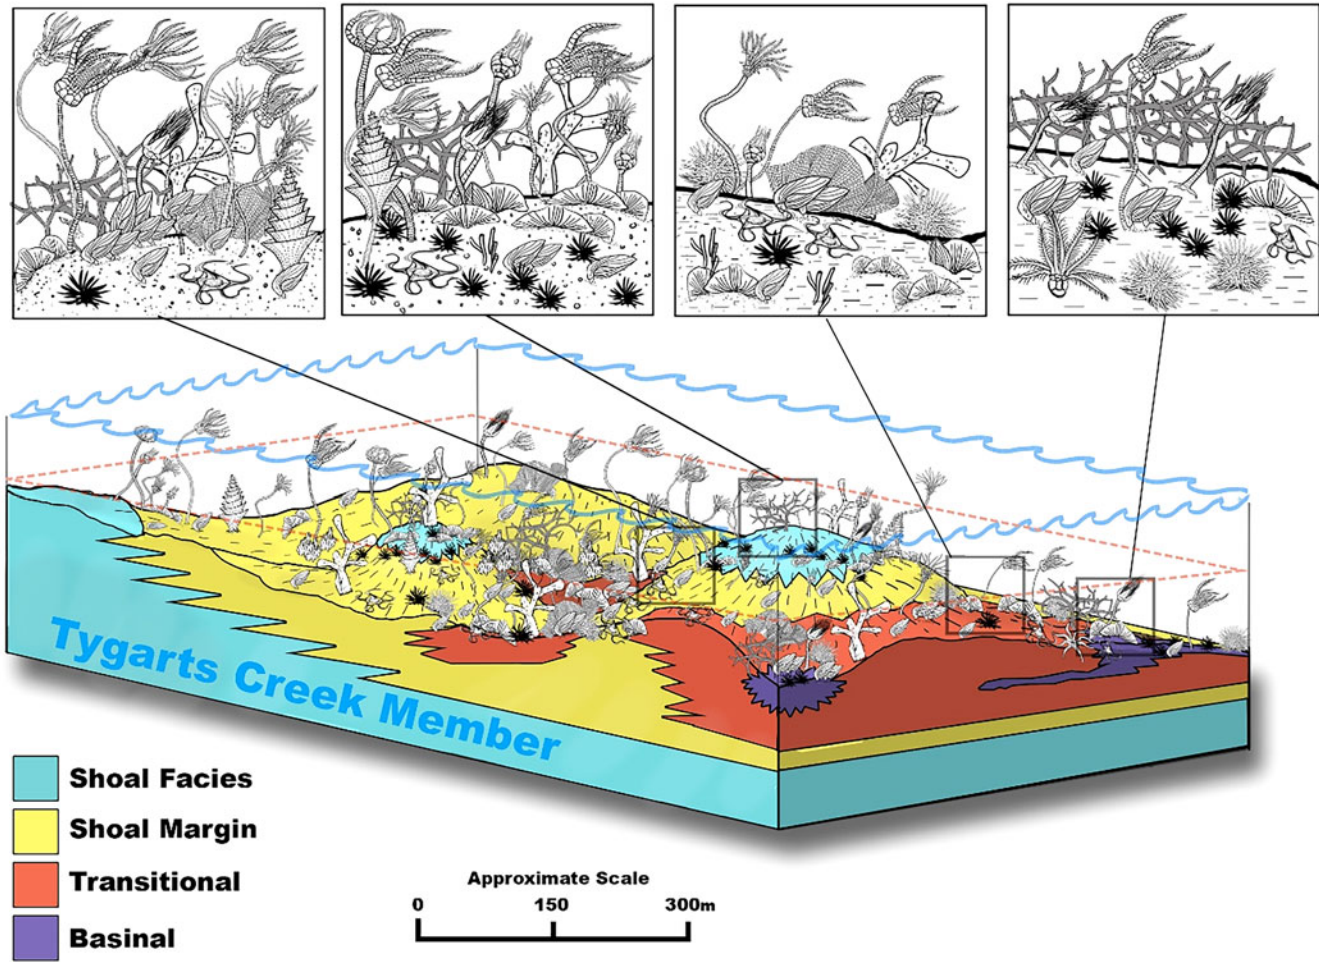 Tygarts Creek Member
Shoal Facies
Shoal Margin
Transitional
Basinal
Approximate Scale
0 150 300m